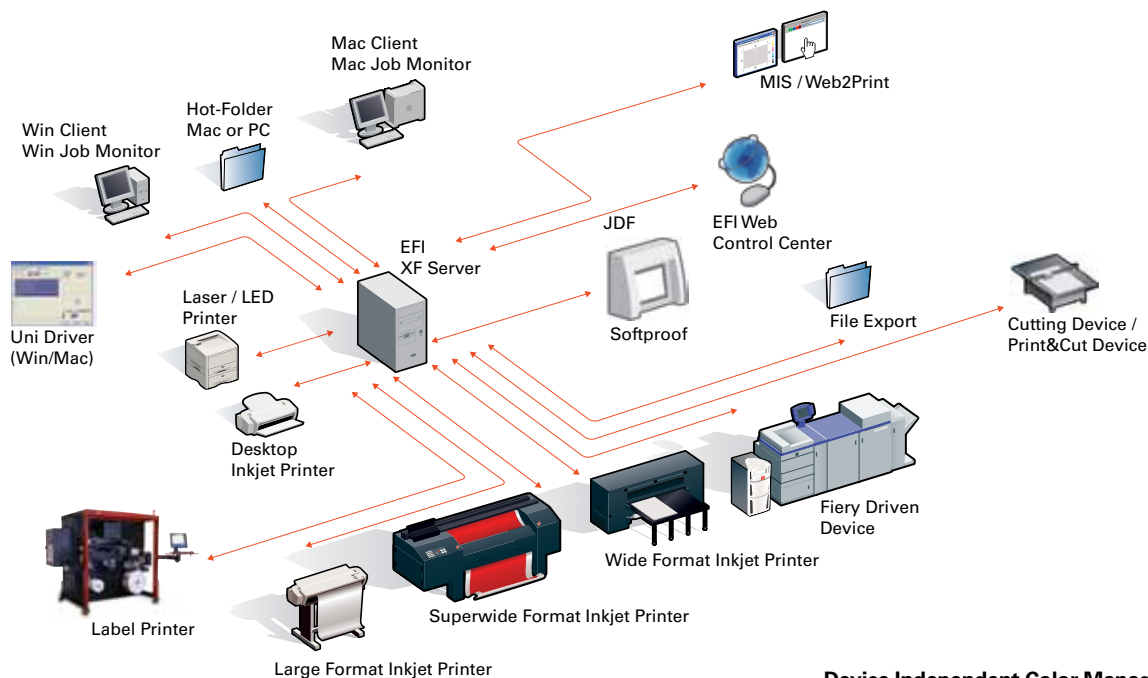 Mac Client
Mac Job Monitor
MIS / Web2Print
Hot-Folder
Mac or PC
Win Client
Win Job Monitor
JDF
EFI Web
Control Center
EFI
XF Server
Uni Driver
(Win/Mac)
Laser / LED
Printer
Softproof
File Export
Cutting Device /
Print&Cut Device
Desktop
Inkjet Printer
Fiery Driven
Device
Wide Format Inkjet Printer
Superwide Format Inkjet Printer
Label Printer
Large Format Inkjet Printer